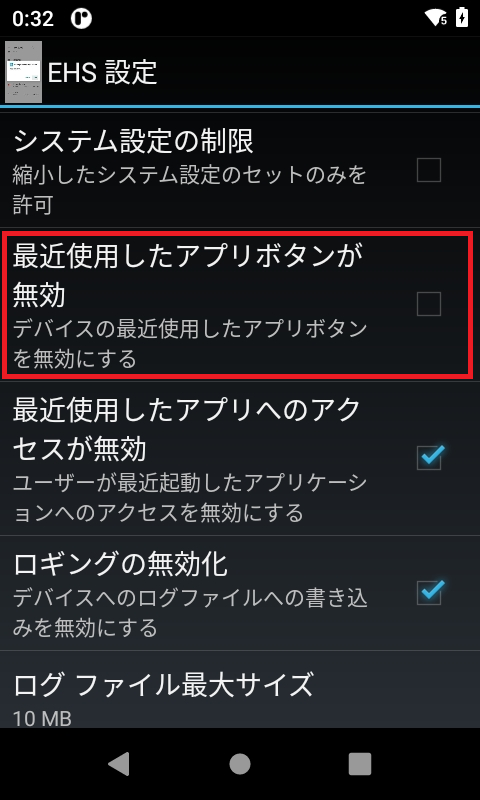 0:32
EHS 設定
システム設定の制限
縮小したシステム設定のセットのみを
許可
最近使用したアプリボタンが
無効
デバイスの最近使用したアプリボタン
を無効にする
最近使用したアプリへのアク
セスが無効
ユーザーが最近起動したアプリケーシ
ョンへのアクセスを無効にする
ロギングの無効化
デバイスへのログファイルへの書き込
みを無効にする
ログ ファイル最大サイズ
10 MB